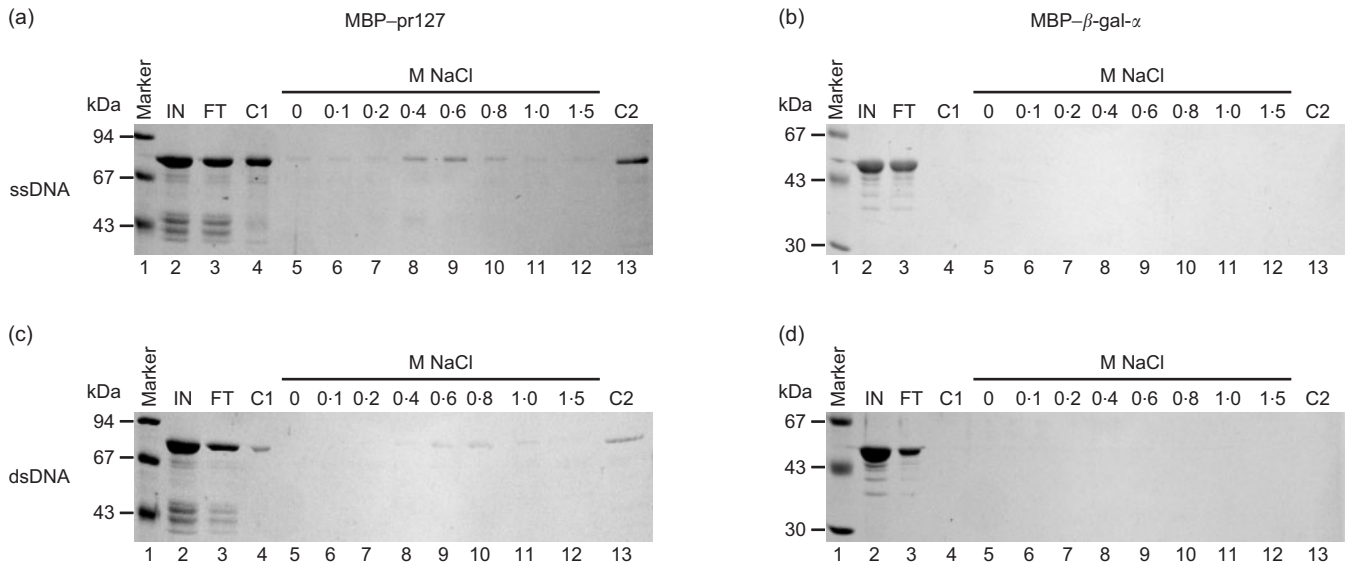 (a) MBP–pr127
M NaCl
kDa Marker IN FT C1 0 0·1 0·2 0·4 0·6 0·8 1·0 1·5 C2
94
67
ssDNA
43
1 2 3 4 5 6 7 8 9 10 11 12 13
(b) MBP–β-gal-α
M NaCl
kDa Marker IN FT C1 0 0·1 0·2 0·4 0·6 0·8 1·0 1·5 C2
67
43
30
1 2 3 4 5 6 7 8 9 10 11 12 13
(c)
M NaCl
kDa Marker IN FT C1 0 0·1 0·2 0·4 0·6 0·8 1·0 1·5 C2
94
67
dsDNA
43
1 2 3 4 5 6 7 8 9 10 11 12 13
(d)
M NaCl
kDa Marker IN FT C1 0 0·1 0·2 0·4 0·6 0·8 1·0 1·5 C2
67
43
30
1 2 3 4 5 6 7 8 9 10 11 12 13